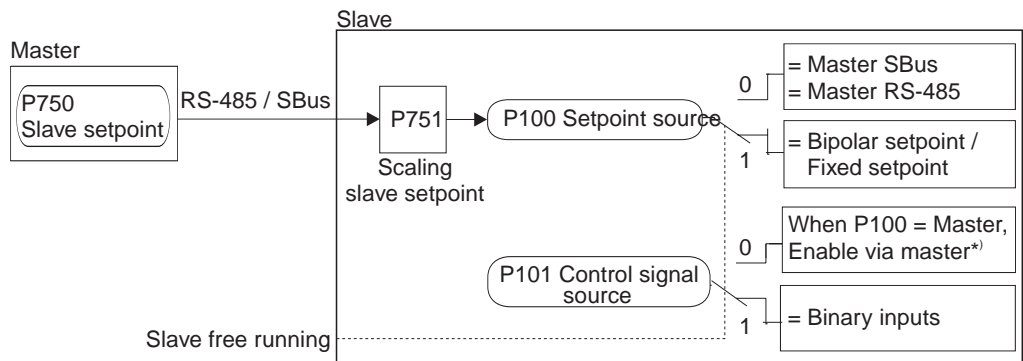 Slave
Master
P750
Slave setpoint
RS-485 / SBus
P751
Scaling
slave setpoint
P100 Setpoint source
0
= Master SBus
= Master RS-485
1
= Bipolar setpoint /
Fixed setpoint
P101 Control signal
source
0
When P100 = Master,
Enable via master*)
1
= Binary inputs
Slave free running